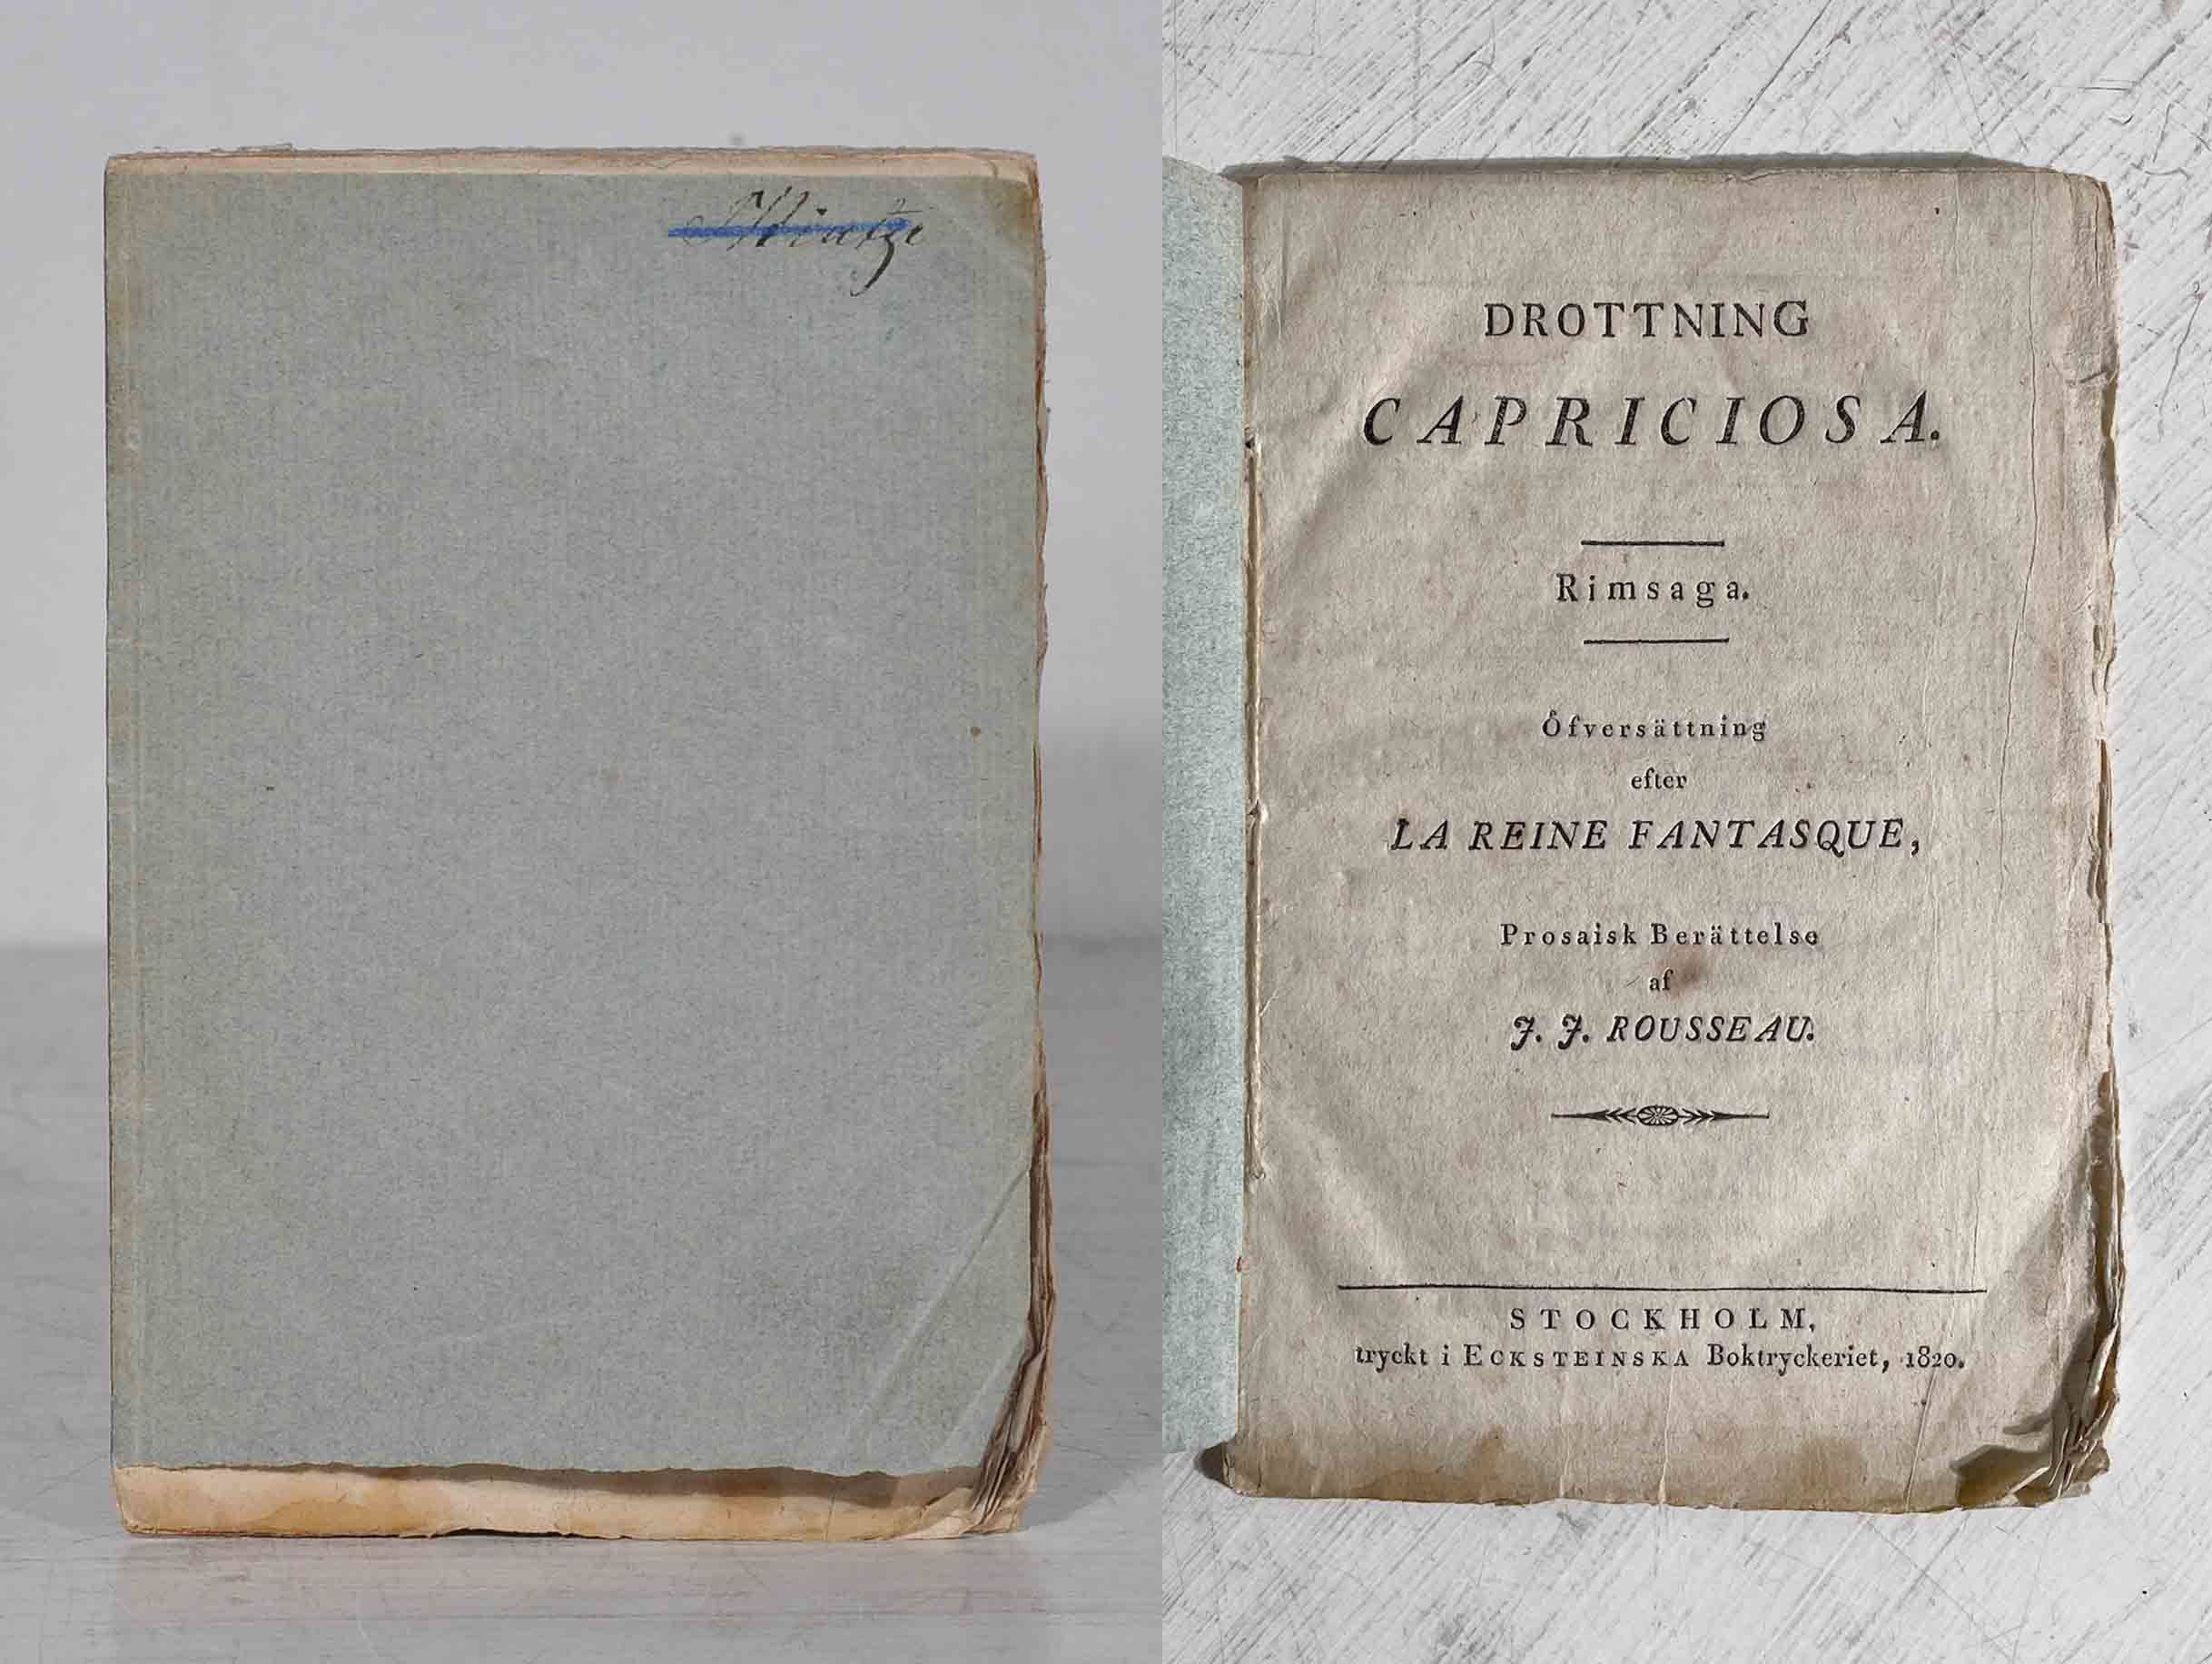 DROTTNING
CAPRICIOSA.
Rimsaga.
Öfversättning
efter
LA REINE FANTASQUE,
Prosaisk Berättelse
af
J. J. ROUSSEAU.
STOCKHOLM,
tryckt i ECKSTEINSKA Boktryckeriet, 1820.